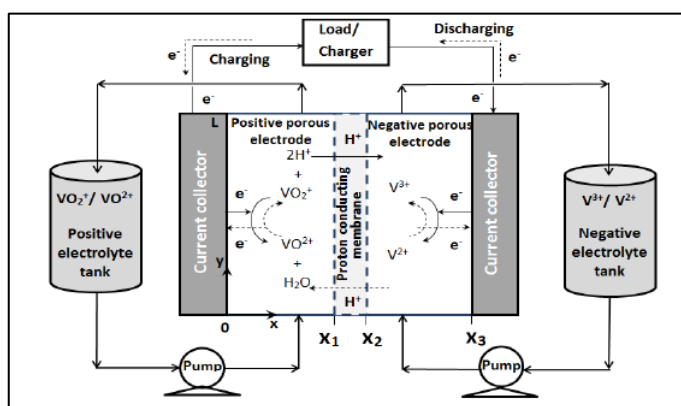 Load/
Charger
Discharging
e⁻
Charging
e⁻
e⁻
e⁻
L
Positive porous
electrode
H⁺
Negative porous
electrode
2H⁺
+
VO₂⁺
VO²⁺
+
H₂O
e⁻
e⁻
Current collector
Proton conducting
membrane
H⁺
V³⁺
V²⁺
e⁻
e⁻
Current collector
VO₂⁺/ VO²⁺
Positive
electrolyte
tank
V³⁺/ V²⁺
Negative
electrolyte
tank
y
0
x
X₁
X₂
X₃
Pump
Pump